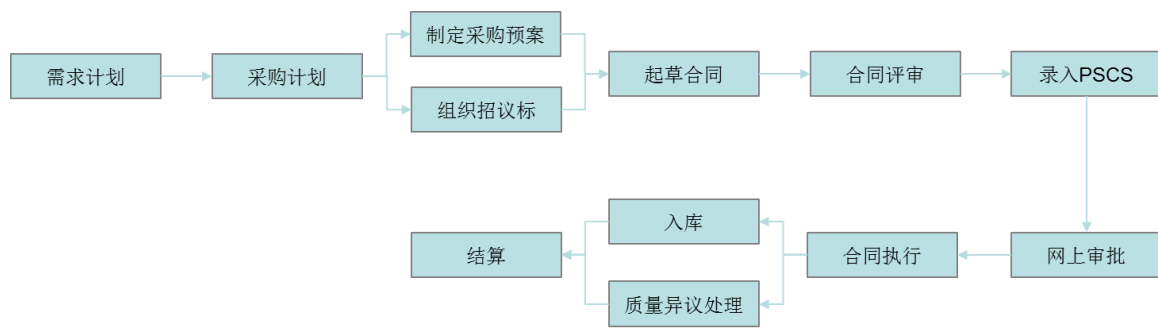 需求计划
采购计划
制定采购预案
组织招议标
起草合同
合同评审
录入PSCS
网上审批
合同执行
入库
质量异议处理
结算